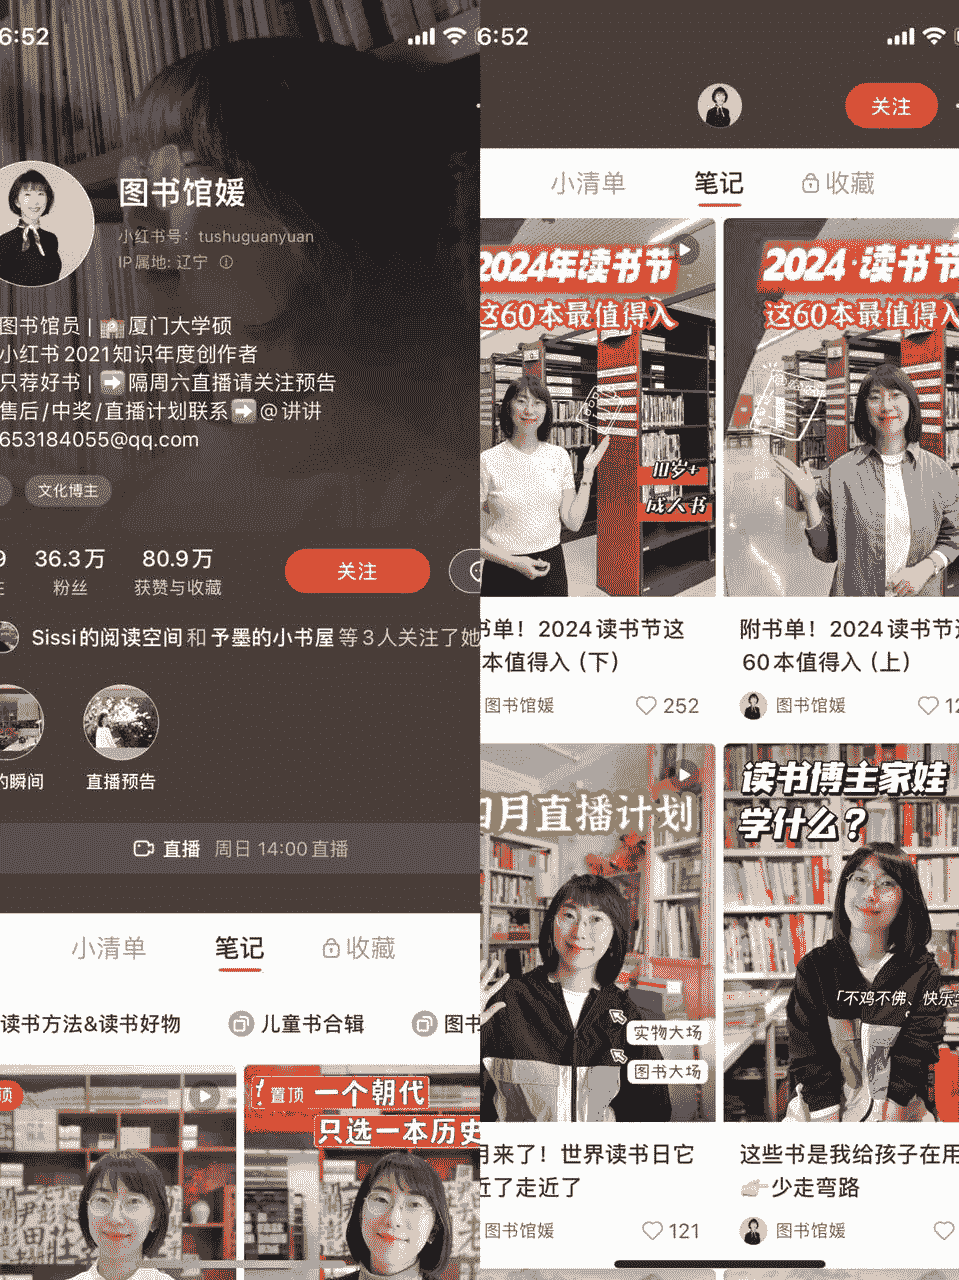 6:52
图书馆媛
小红书号：tushuguanyuan
IP属地：辽宁
图书馆员 | 厦门大学硕
小红书2021知识年度创作者
只荐好书 | 隔周六直播请关注预告
售后/中奖/直播计划联系@讲讲
653184055@qq.com
文化博主
9 36.3万 80.9万
粉丝 获赞与收藏
关注
Sissi的阅读空间和予墨的小书屋等3人关注了她
的瞬间 直播预告
直播 周日 14:00直播
小清单 笔记 收藏
读书方法&读书好物 儿童书合辑 图书
顶
置顶 一个朝代
只选一本历史
6:52
关注
小清单 笔记 收藏
2024年读书节
这60本最值得入
旧岁+
成人书
书单！2024读书节这
本值得入（下）
图书馆媛 252
2024·读书节
这60本最值得入
附书单！2024读书节这
60本值得入（上）
图书馆媛 12
四月直播计划
实物大场
图书大场
月来了！世界读书日它
近了走近了
图书馆媛 121
读书博主家娃
学什么？
「不鸡不佛、快乐
这些书是我给孩子在用
少走弯路
图书馆媛